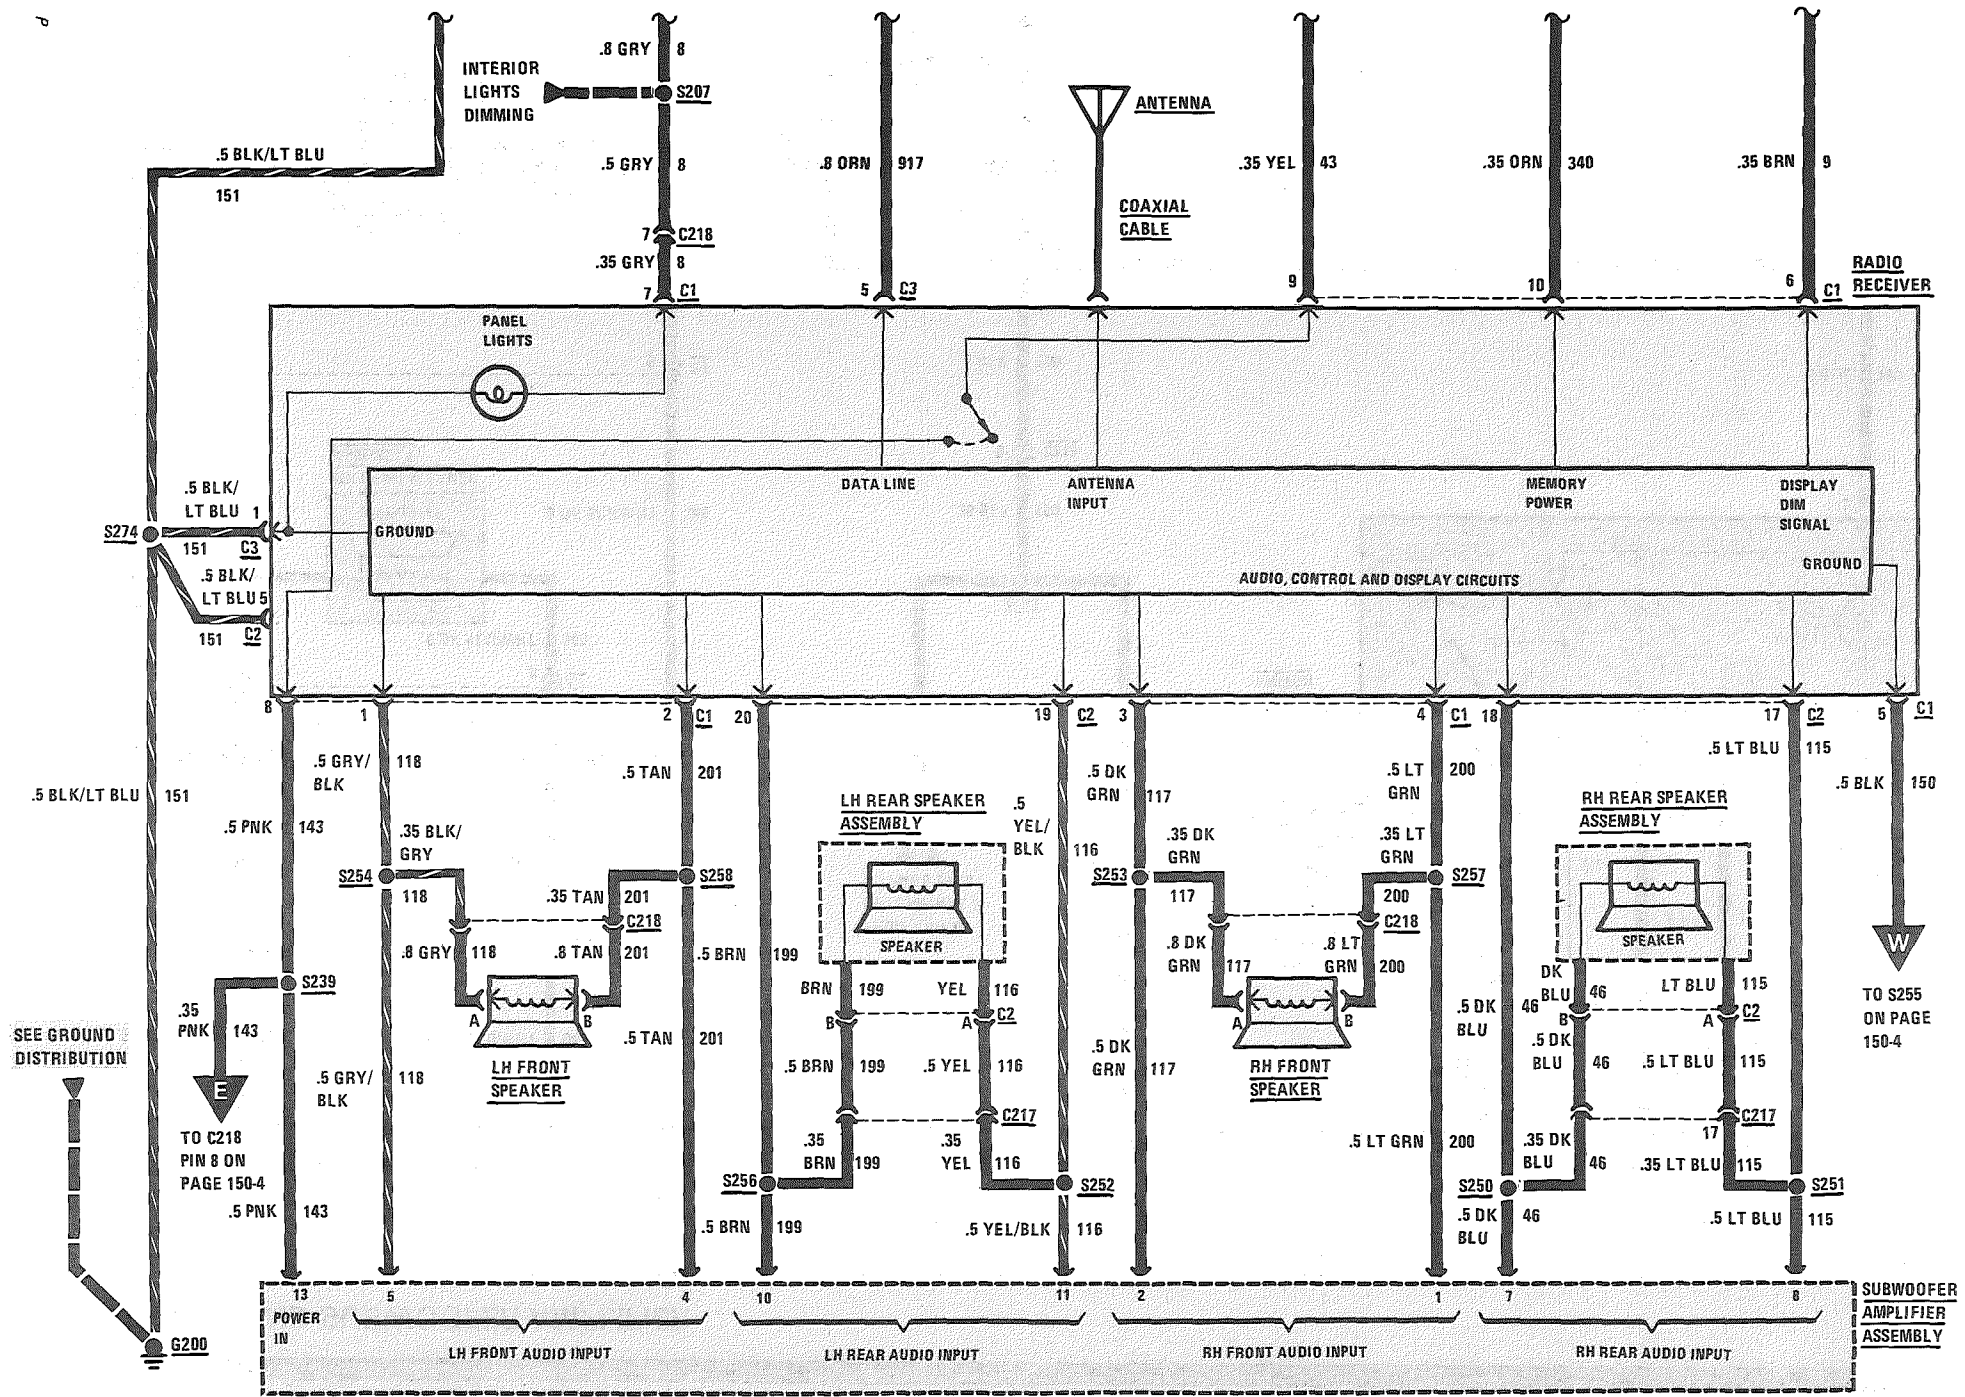 .8 GRY 8
INTERIOR
LIGHTS
DIMMING
S207
ANTENNA
.5 BLK/LT BLU
151
.5 GRY 8
.8 ORN 917
.35 YEL 43
.35 ORN 340
.35 BRN 9
COAXIAL
CABLE
7 C218
.35 GRY 8
7 C1
5 C3
9
10
6 C1
RADIO
RECEIVER
PANEL
LIGHTS
DATA LINE
ANTENNA
INPUT
MEMORY
POWER
DISPLAY
DIM
SIGNAL
.5 BLK/
LT BLU 1
S274
151 C3
GROUND
GROUND
.5 BLK/
LT BLU 5
151 C2
AUDIO, CONTROL AND DISPLAY CIRCUITS
8
1
2 C1
20
19 C2
3
4 C1
18
17 C2
5 C1
.5 GRY/
BLK
118
.5 TAN 201
.5 DK
GRN
117
.5 LT
GRN
200
.5 LT BLU 115
.5 BLK 150
.5 BLK/LT BLU 151
.5 PNK 143
LH REAR SPEAKER
ASSEMBLY
.5
YEL/
BLK
116
RH REAR SPEAKER
ASSEMBLY
.35 BLK/
GRY
S254
118
.35 TAN 201
S258
C218
.8 GRY 118
.8 TAN 201
SPEAKER
S253
.35 DK
GRN
117
.35 LT
GRN
200
S257
C218
.8 DK
GRN
117
.8 LT
GRN
200
SPEAKER
.5 BRN 199
BRN 199
YEL 116
B
A C2
DK
BLU
46
LT BLU 115
B
A C2
W
TO S255
ON PAGE
150-4
S239
.35
PNK
143
A
B
LH FRONT
SPEAKER
A
B
RH FRONT
SPEAKER
SEE GROUND
DISTRIBUTION
E
TO C218
PIN 8 ON
PAGE 150-4
.5 GRY/
BLK
118
.5 TAN 201
.5 BRN 199
.5 YEL 116
C217
.5 DK
GRN
117
.5 DK
BLU
46
.5 DK
BLU
46
.5 LT BLU 115
C217
17
.35
BRN
199
.35
YEL
116
S256
S252
.5 LT GRN 200
.35 DK
BLU
46
.35 LT BLU 115
S250
S251
.5 PNK 143
.5 BRN 199
.5 YEL/BLK 116
.5 DK
BLU
46
.5 LT BLU 115
G200
13
5
4
10
11
2
1
7
8
POWER
IN
LH FRONT AUDIO INPUT
LH REAR AUDIO INPUT
RH FRONT AUDIO INPUT
RH REAR AUDIO INPUT
SUBWOOFER
AMPLIFIER
ASSEMBLY